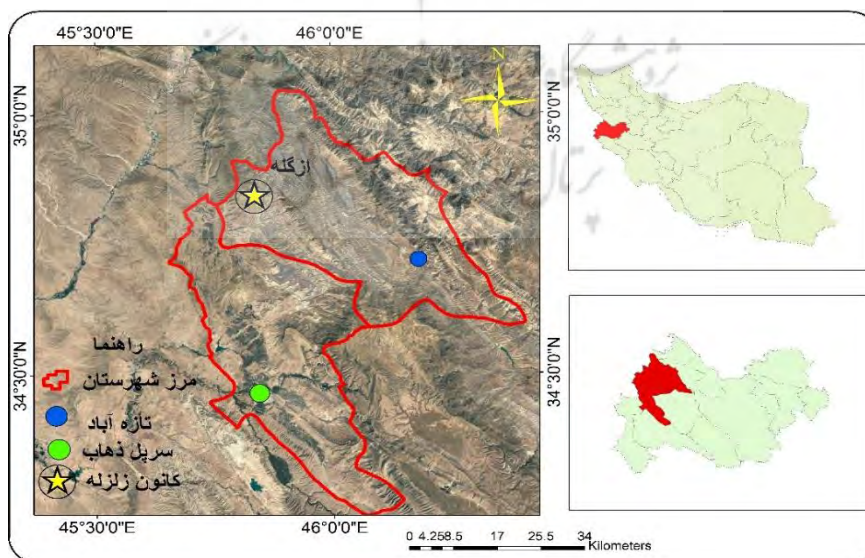 45°30'0"E
46°0'0"E
N
35°0'0"N
35°0'0"N
ازگله
34°30'0"N
34°30'0"N
راهنما
مرز شهرستان
تازه آباد
سرپل ذهاب
کانون زلزله
45°30'0"E
46°0'0"E
0 4.25 8.5 17 25.5 34
Kilometers